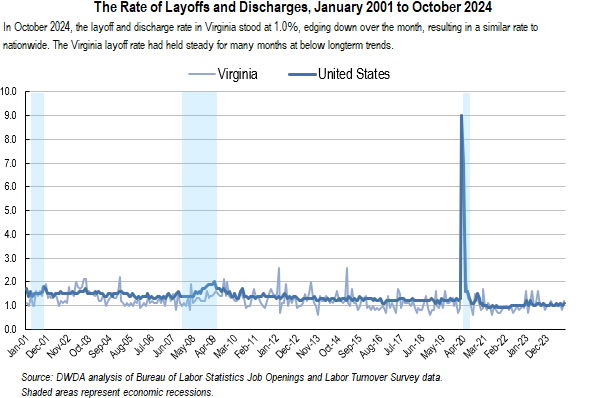 The Rate of Layoffs and Discharges, January 2001 to October 2024
In October 2024, the layoff and discharge rate in Virginia stood at 1.0%, edging down over the month, resulting in a similar rate to
nationwide. The Virginia layoff rate had held steady for many months at below longterm trends.
Virginia United States
10.0
9.0
8.0
7.0
6.0
5.0
4.0
3.0
2.0
1.0
0.0
Jan-01 Dec-01 Nov-02 Oct-03 Sep-04 Aug-05 Jul-06 Jun-07 May-08 Apr-09 Mar-10 Feb-11 Jan-12 Dec-12 Nov-13 Oct-14 Sep-15 Aug-16 Jul-17 Jun-18 May-19 Apr-20 Mar-21 Feb-22 Jan-23 Dec-23
Source: DWDA analysis of Bureau of Labor Statistics Job Openings and Labor Turnover Survey data.
Shaded areas represent economic recessions.